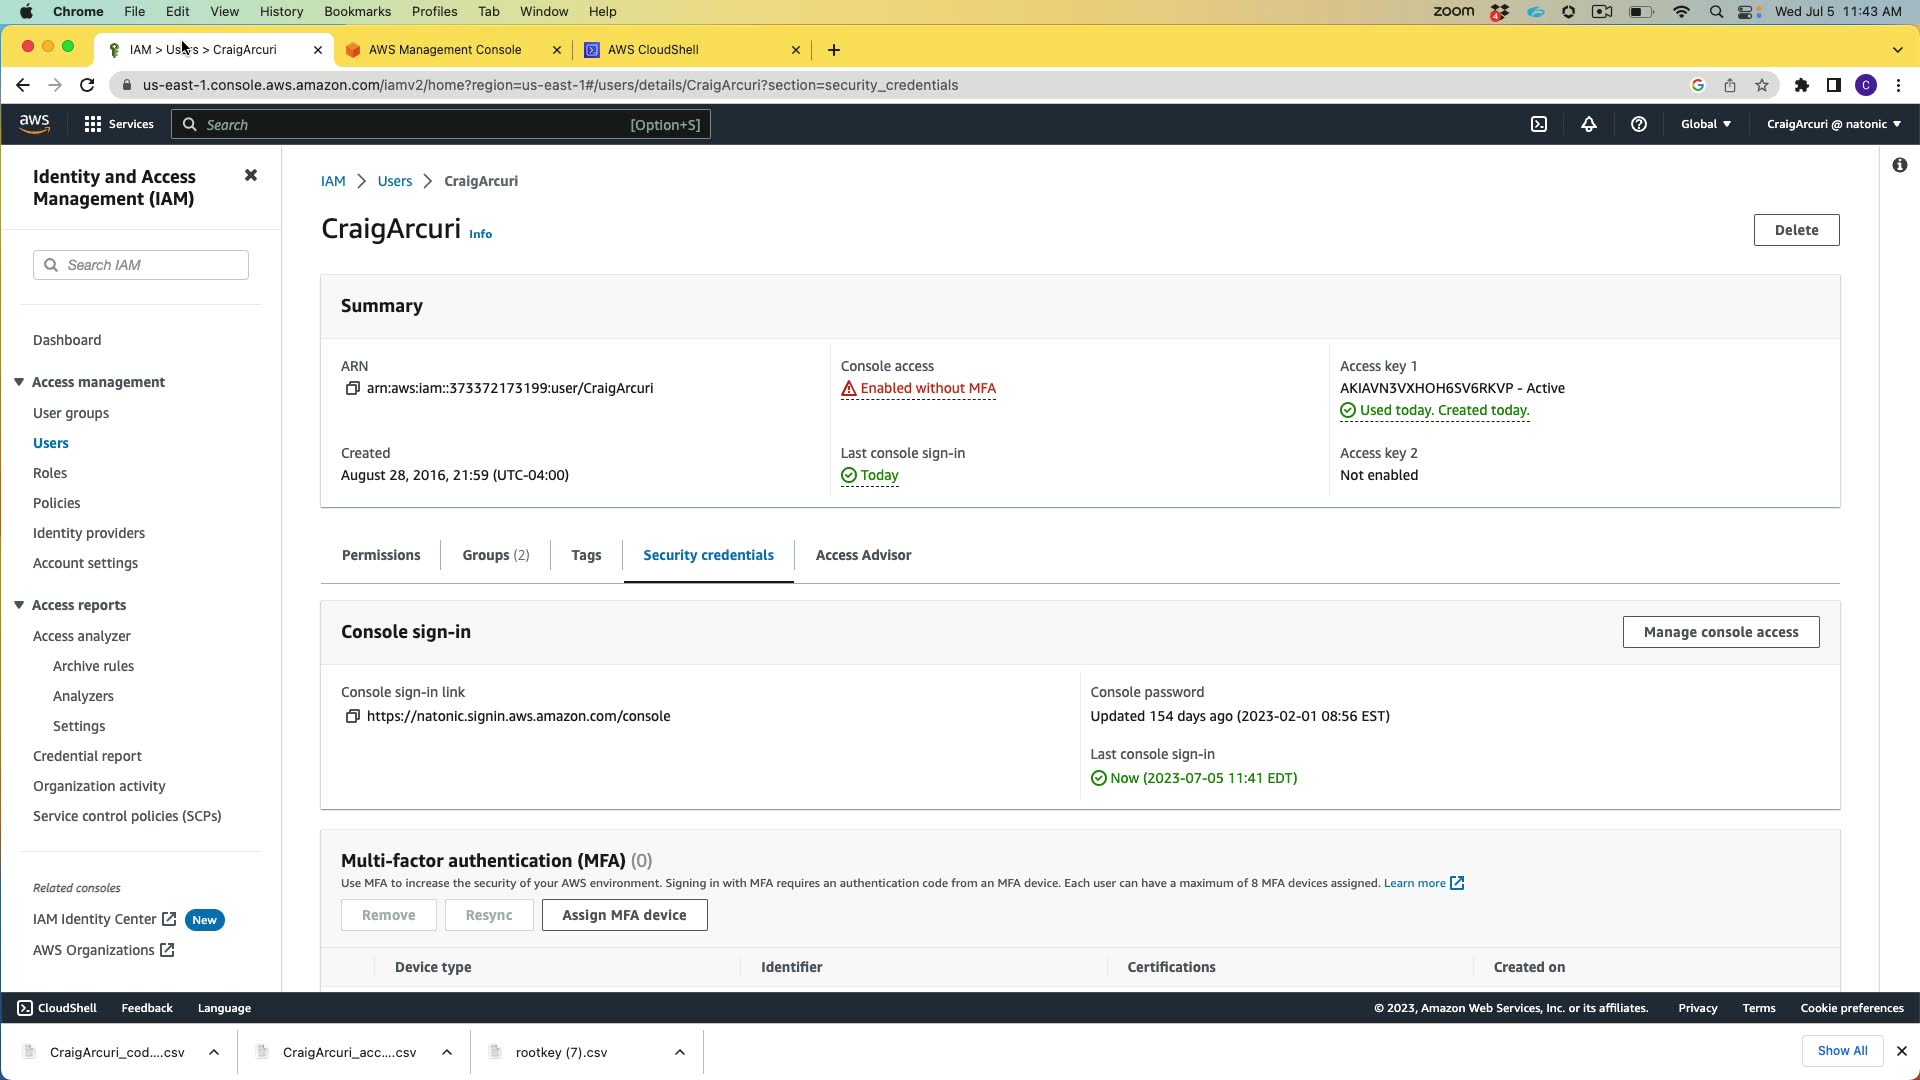 Chrome File Edit View History Bookmarks Profiles Tab Window Help zoom 4 Wed Jul 5 11:43 AM
IAM > Users > CraigArcuri AWS Management Console AWS CloudShell
us-east-1.console.aws.amazon.com/iamv2/home?region=us-east-1#/users/details/CraigArcuri?section=security_credentials G C
aws Services Search [Option+S] Global CraigArcuri @ natonic
Identity and Access
Management (IAM)
Search IAM
Dashboard
Access management
User groups
Users
Roles
Policies
Identity providers
Account settings
Access reports
Access analyzer
Archive rules
Analyzers
Settings
Credential report
Organization activity
Service control policies (SCPs)
Related consoles
IAM Identity Center New
AWS Organizations
IAM > Users > CraigArcuri
CraigArcuri Info Delete
Summary
ARN
arn:aws:iam::373372173199:user/CraigArcuri
Console access
Enabled without MFA
Access key 1
AKIAVN3VXHOH6SV6RKVP - Active
Used today. Created today.
Created
August 28, 2016, 21:59 (UTC-04:00)
Last console sign-in
Today
Access key 2
Not enabled
Permissions Groups (2) Tags Security credentials Access Advisor
Console sign-in Manage console access
Console sign-in link
https://natonic.signin.aws.amazon.com/console
Console password
Updated 154 days ago (2023-02-01 08:56 EST)
Last console sign-in
Now (2023-07-05 11:41 EDT)
Multi-factor authentication (MFA) (0)
Use MFA to increase the security of your AWS environment. Signing in with MFA requires an authentication code from an MFA device. Each user can have a maximum of 8 MFA devices assigned. Learn more
Remove Resync Assign MFA device
Device type Identifier Certifications Created on
CloudShell Feedback Language © 2023, Amazon Web Services, Inc. or its affiliates. Privacy Terms Cookie preferences
CraigArcuri_cod....csv CraigArcuri_acc....csv rootkey (7).csv Show All